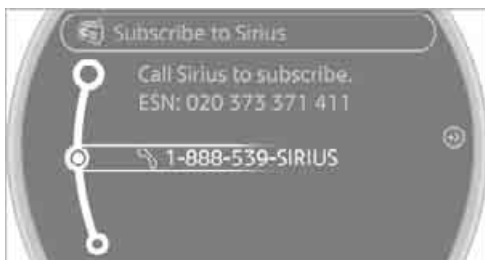 Subscribe to Sirius
Call Sirius to subscribe.
ESN: 020 373 371 411
1-888-539-SIRIUS